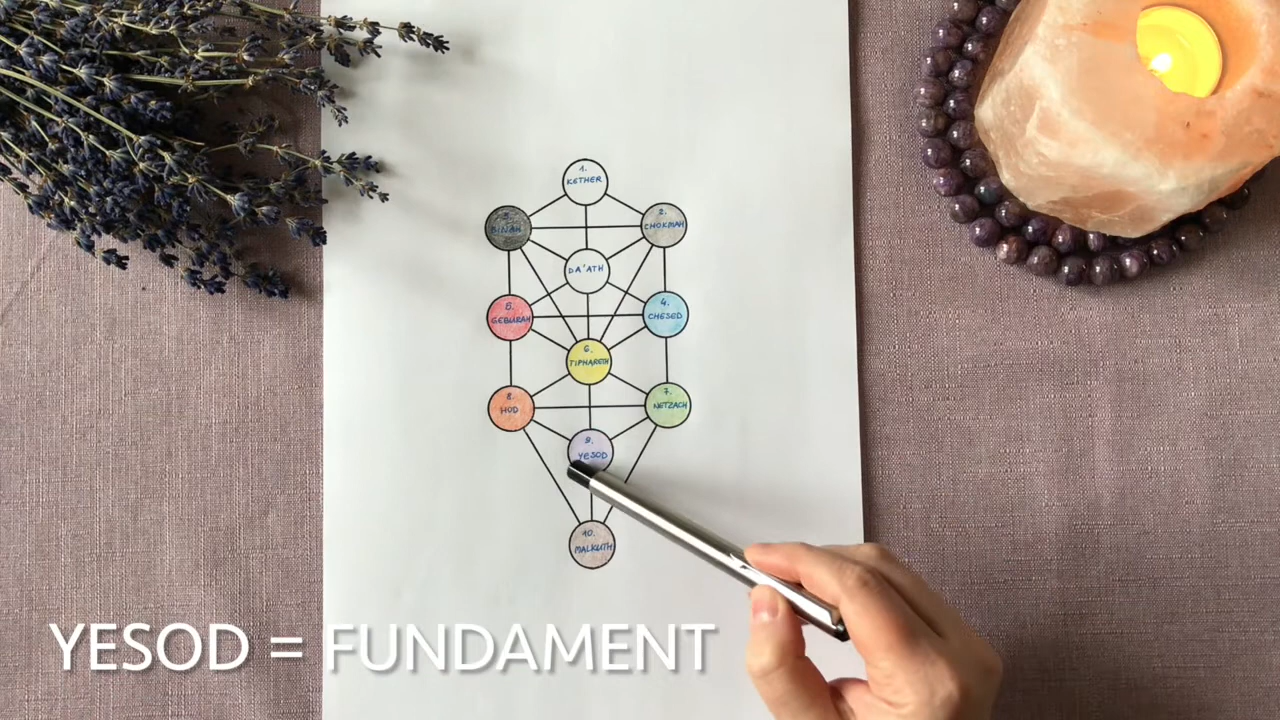 1.
KETHER
3.
BINAH
2.
CHOKMAH
DA'ATH
5.
GEBURAH
4.
CHESED
6.
TIPHARETH
8.
HOD
7.
NETZACH
9.
YESOD
10.
MALKUTH
YESOD = FUNDAMENT